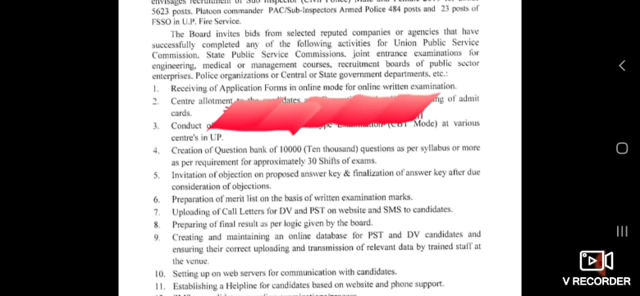 5623 posts. Platoon commander PAC/Sub-Inspectors Armed Police 484 posts and 23 posts of
FSSO in U.P. Fire Service.
The Board invites bids from selected reputed companies or agencies that have
successfully completed any of the following activities for Union Public Service
Commission, State Public Service Commissions, joint entrance examinations for
engineering, medical or management courses, recruitment boards of public sector
enterprises, Police organizations or Central or State government departments, etc.:
1. Receiving of Application Forms in online mode for online written examination.
2. Centre allotment of admit
cards.
3. Conduct Mode) at various
centre's in UP.
4. Creation of Question bank of 10000 (Ten thousand) questions as per syllabus or more
as per requirement for approximately 30 Shifts of exams.
5. Invitation of objection on proposed answer key & finalization of answer key after due
consideration of objections.
6. Preparation of merit list on the basis of written examination marks.
7. Uploading of Call Letters for DV and PST on website and SMS to candidates.
8. Preparing of final result as per logic given by the board.
9. Creating and maintaining an online database for PST and DV candidates and
ensuring their correct uploading and transmission of relevant data by trained staff at
the venue.
10. Setting up on web servers for communication with candidates.
11. Establishing a Helpline for candidates based on website and phone support.
V RECORDER